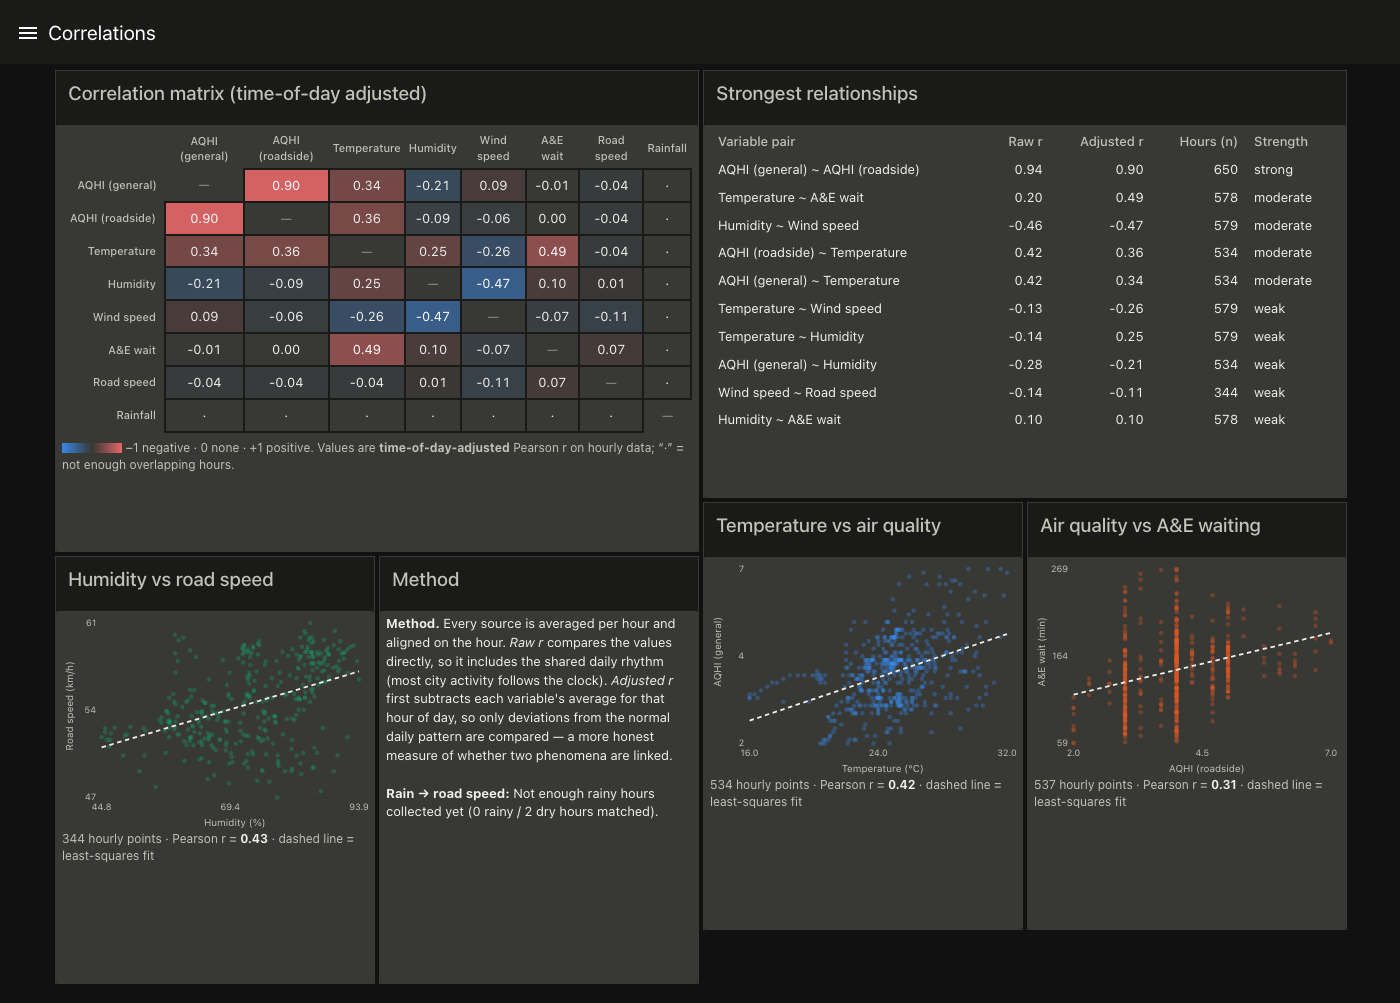 Correlations
Correlation matrix (time-of-day adjusted)
AQHI (general) AQHI (roadside) Temperature Humidity Wind speed A&E wait Road speed Rainfall
AQHI (general) — 0.90 0.34 -0.21 0.09 -0.01 -0.04 ·
AQHI (roadside) 0.90 — 0.36 -0.09 -0.06 0.00 -0.04 ·
Temperature 0.34 0.36 — 0.25 -0.26 0.49 -0.04 ·
Humidity -0.21 -0.09 0.25 — -0.47 0.10 0.01 ·
Wind speed 0.09 -0.06 -0.26 -0.47 — -0.07 -0.11 ·
A&E wait -0.01 0.00 0.49 0.10 -0.07 — 0.07 ·
Road speed -0.04 -0.04 -0.04 0.01 -0.11 0.07 — ·
Rainfall · · · · · · · —
−1 negative · 0 none · +1 positive. Values are time-of-day-adjusted Pearson r on hourly data; “·” =
not enough overlapping hours.
Strongest relationships
Variable pair Raw r Adjusted r Hours (n) Strength
AQHI (general) ~ AQHI (roadside) 0.94 0.90 650 strong
Temperature ~ A&E wait 0.20 0.49 578 moderate
Humidity ~ Wind speed -0.46 -0.47 579 moderate
AQHI (roadside) ~ Temperature 0.42 0.36 534 moderate
AQHI (general) ~ Temperature 0.42 0.34 534 moderate
Temperature ~ Wind speed -0.13 -0.26 579 weak
Temperature ~ Humidity -0.14 0.25 579 weak
AQHI (general) ~ Humidity -0.28 -0.21 534 weak
Wind speed ~ Road speed -0.14 -0.11 344 weak
Humidity ~ A&E wait 0.10 0.10 578 weak
Humidity vs road speed
61
54
47
Road speed (km/h)
44.8 69.4 93.9
Humidity (%)
344 hourly points · Pearson r = 0.43 · dashed line =
least-squares fit
Method
Method. Every source is averaged per hour and
aligned on the hour. Raw r compares the values
directly, so it includes the shared daily rhythm
(most city activity follows the clock). Adjusted r
first subtracts each variable's average for that
hour of day, so only deviations from the normal
daily pattern are compared — a more honest
measure of whether two phenomena are linked.
Rain → road speed: Not enough rainy hours
collected yet (0 rainy / 2 dry hours matched).
Temperature vs air quality
7
4
2
AQHI (general)
16.0 24.0 32.0
Temperature (°C)
534 hourly points · Pearson r = 0.42 · dashed line =
least-squares fit
Air quality vs A&E waiting
269
164
59
A&E wait (min)
2.0 4.5 7.0
AQHI (roadside)
537 hourly points · Pearson r = 0.31 · dashed line =
least-squares fit